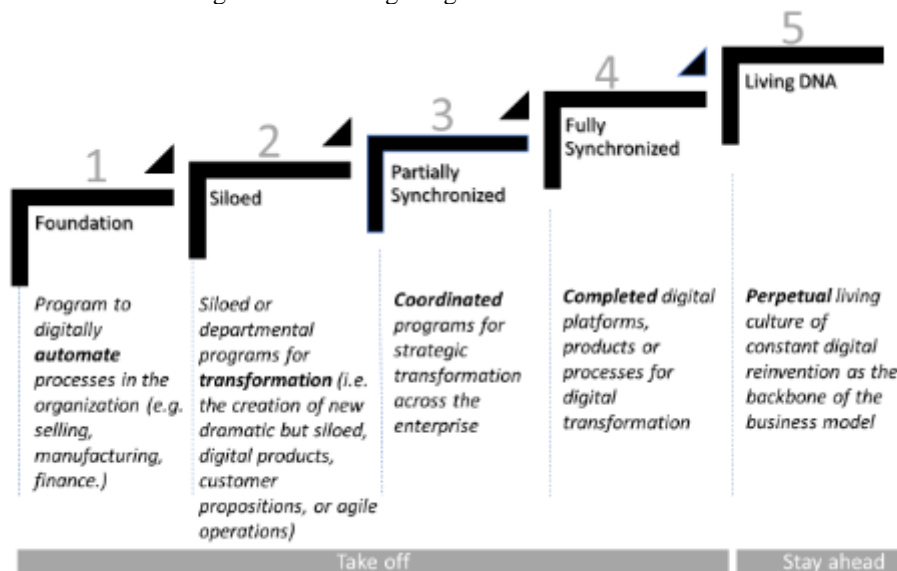 1
Foundation
Program to
digitally
automate
processes in the
organization (e.g.
selling,
manufacturing,
finance.)
2
Siloed
Siloed or
departmental
programs for
transformation (i.e.
the creation of new
dramatic but siloed,
digital products,
customer
propositions, or agile
operations)
3
Partially
Synchronized
Coordinated
programs for
strategic
transformation
across the
enterprise
4
Fully
Synchronized
Completed digital
platforms,
products or
processes for
digital
transformation
5
Living DNA
Perpetual living
culture of
constant digital
reinvention as the
backbone of the
business model
Take off
Stay ahead